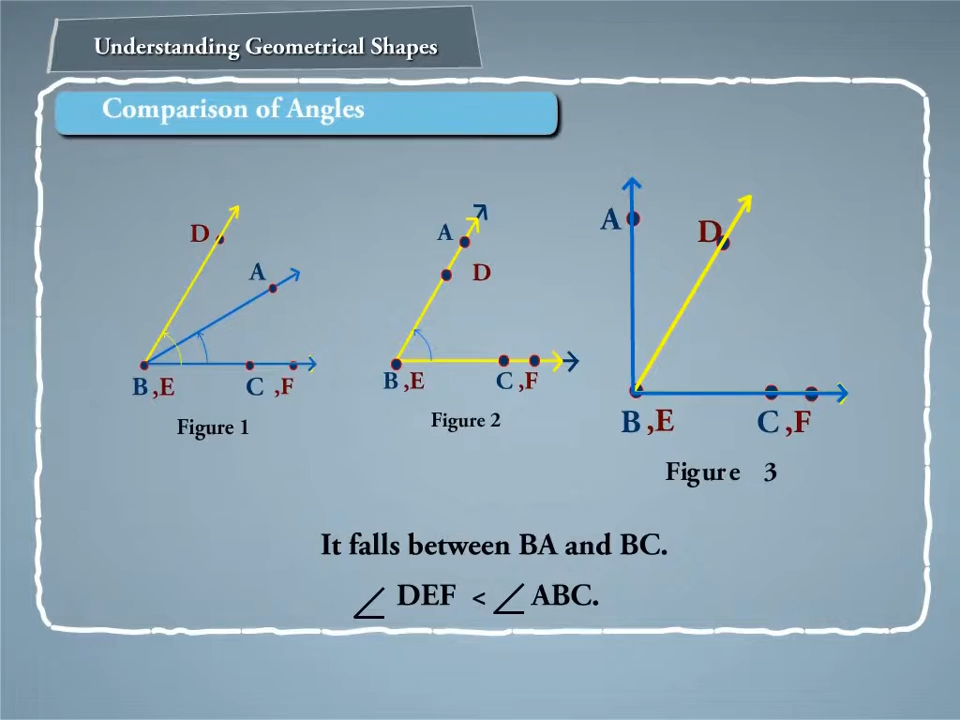 Understanding Geometrical Shapes
Comparison of Angles
D
A
B ,E
C ,F
Figure 1
A
D
B ,E
C ,F
Figure 2
A
D
B ,E
C ,F
Figure 3
It falls between BA and BC.
∠ DEF < ∠ ABC.